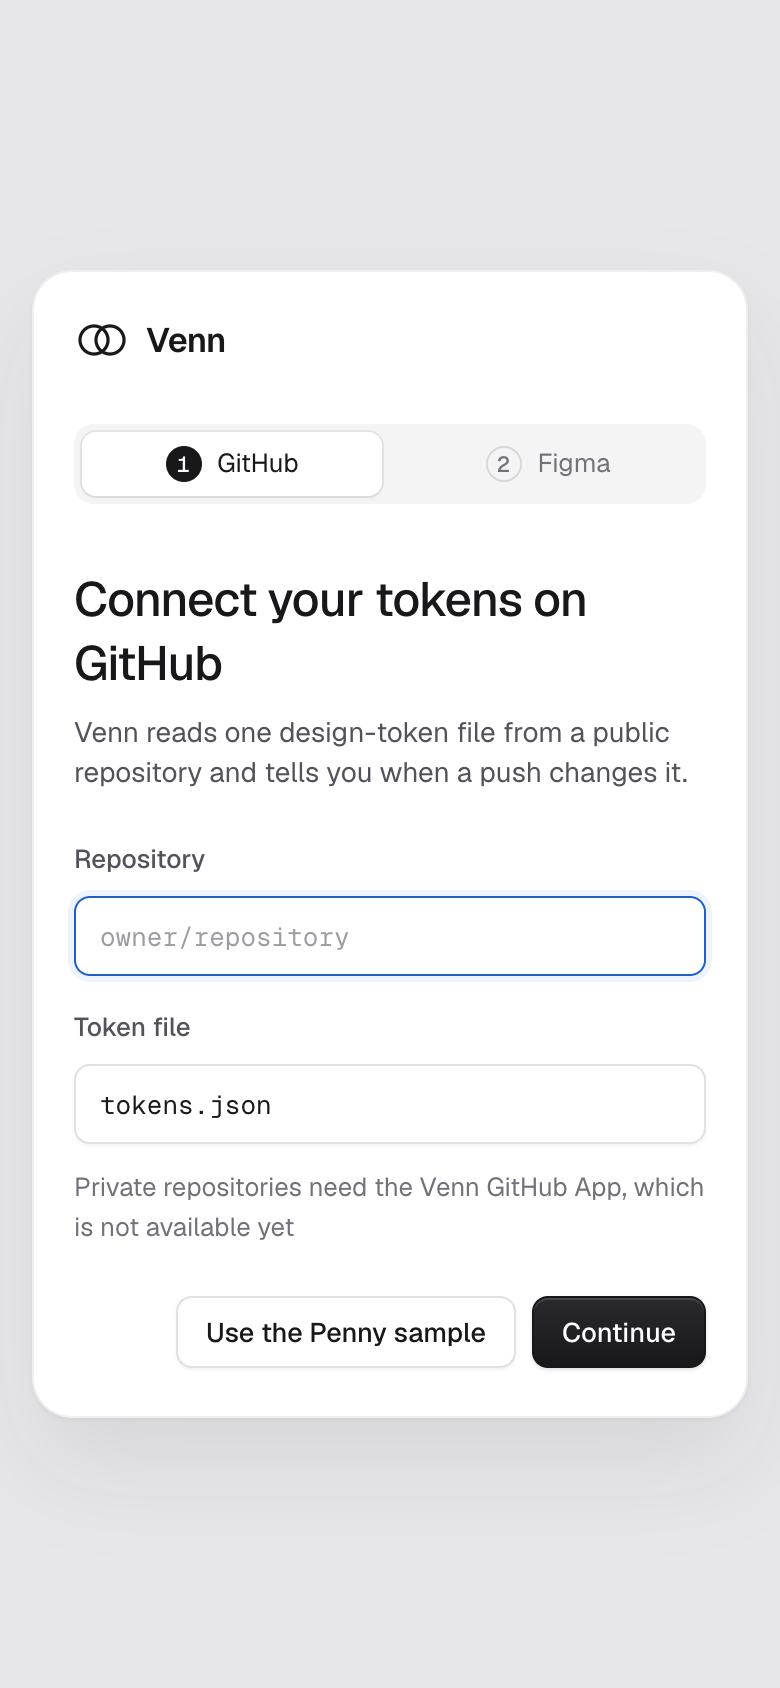 Venn
1 GitHub
2 Figma
Connect your tokens on
GitHub
Venn reads one design-token file from a public
repository and tells you when a push changes it.
Repository
owner/repository
Token file
tokens.json
Private repositories need the Venn GitHub App, which
is not available yet
Use the Penny sample
Continue